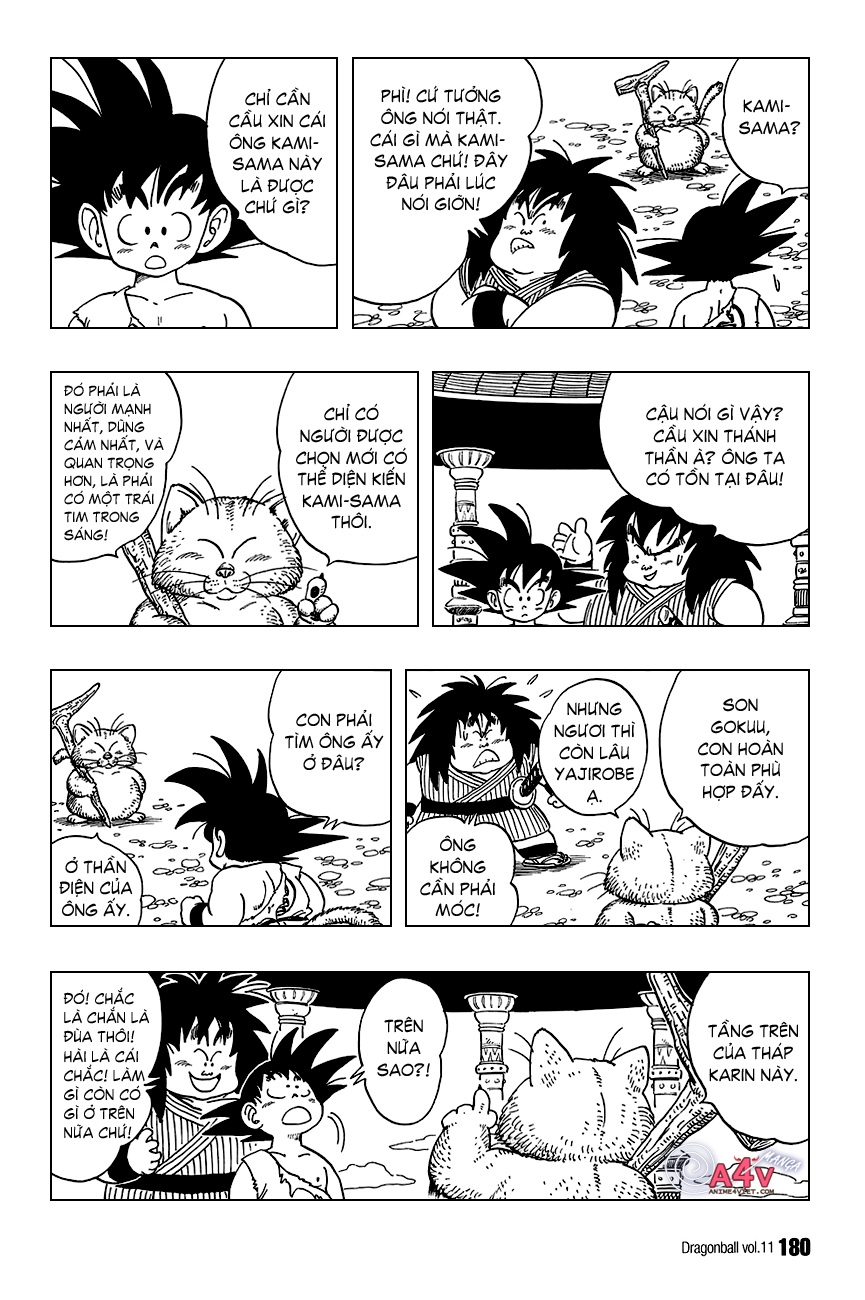 KAMI-
SAMA?
PHÌ! CỨ TƯỞNG
ÔNG NÓI THẬT.
CÁI GÌ MÀ KAMI-
SAMA CHỨ! ĐÂY
ĐÂU PHẢI LÚC
NÓI GIỠN!
CHỈ CẦN
CẦU XIN CÁI
ÔNG KAMI-
SAMA NÀY
LÀ ĐƯỢC
CHỨ GÌ?
CẬU NÓI GÌ VẬY?
CẦU XIN THÁNH
THẦN À? ÔNG TA
CÓ TỒN TẠI ĐÂU!
CHỈ CÓ
NGƯỜI ĐƯỢC
CHỌN MỚI CÓ
THỂ DIỆN KIẾN
KAMI-SAMA
THÔI.
ĐÓ PHẢI LÀ
NGƯỜI MẠNH
NHẤT, DŨNG
CẢM NHẤT, VÀ
QUAN TRỌNG
HƠN, LÀ PHẢI
CÓ MỘT TRÁI
TIM TRONG
SÁNG!
SON
GOKUU,
CON HOÀN
TOÀN PHÙ
HỢP ĐẤY.
NHƯNG
NGƯƠI THÌ
CÒN LÂU
YAJIROBE
Ạ.
ÔNG
KHÔNG
CẦN PHẢI
MÓC!
CON PHẢI
TÌM ÔNG ẤY
Ở ĐÂU?
Ở THẦN
ĐIỆN CỦA
ÔNG ẤY.
TẦNG TRÊN
CỦA THÁP
KARIN NÀY.
TRÊN
NỮA
SAO?!
ĐÓ! CHẮC
LÀ CHẮN LÀ
ĐÙA THÔI!
HÀI LÀ CÁI
CHẮC! LÀM
GÌ CÒN CÓ
GÌ Ở TRÊN
NỮA CHỨ!
A4V MANGA
ANIME4VIET.COM
Dragonball vol.11 180